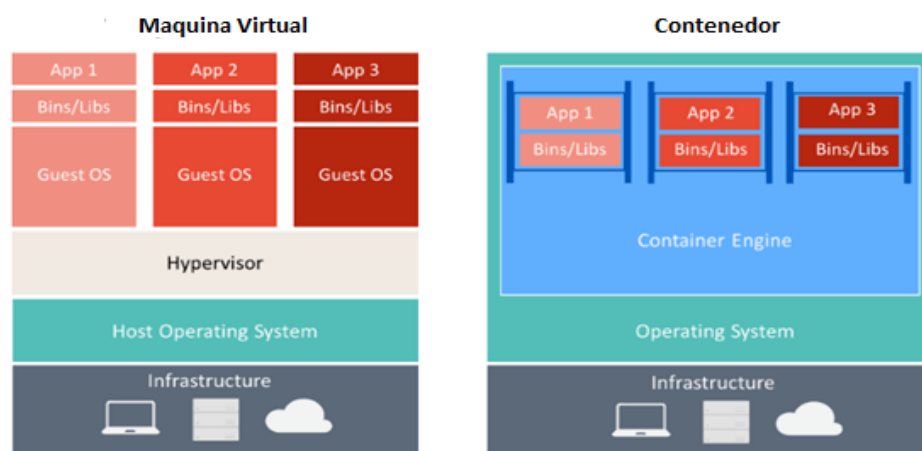 Maquina Virtual
App 1 App 2 App 3
Bins/Libs Bins/Libs Bins/Libs
Guest OS Guest OS Guest OS
Hypervisor
Host Operating System
Infrastructure
Contenedor
App 1 App 2 App 3
Bins/Libs Bins/Libs Bins/Libs
Container Engine
Operating System
Infrastructure